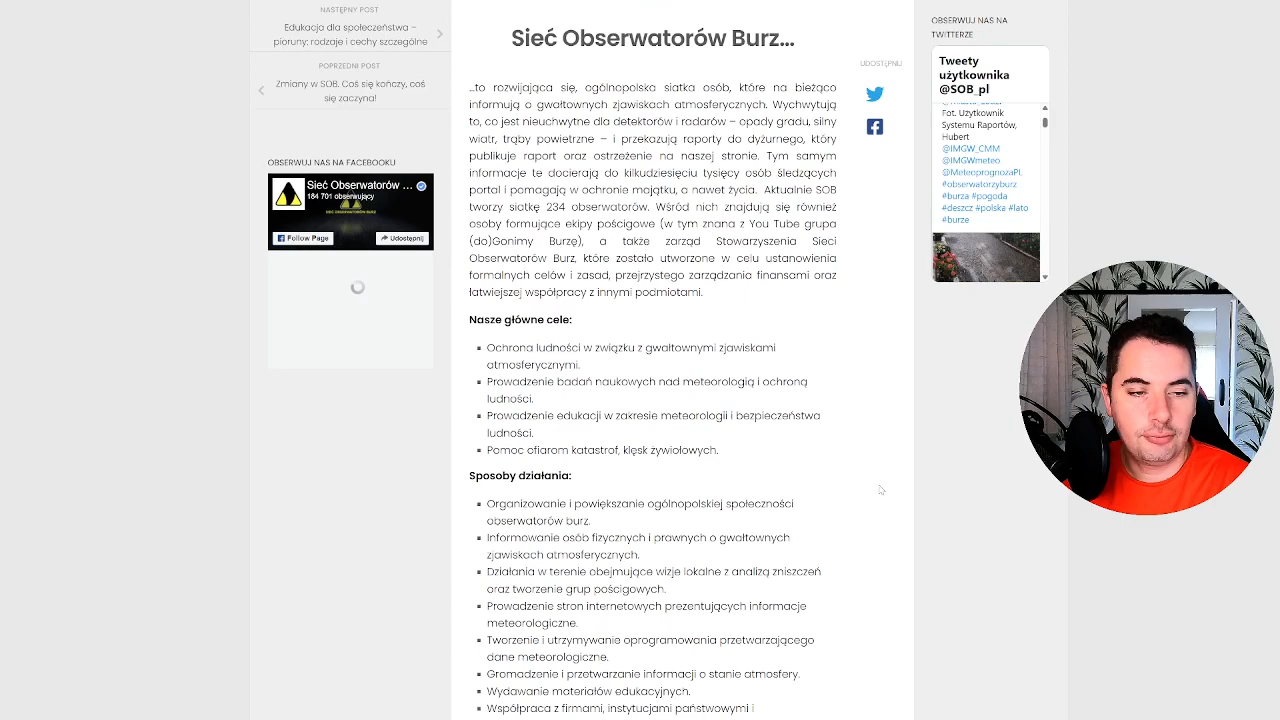 NASTĘPNY POST
Edukacja dla społeczeństwa –
pioruny: rodzaje i cechy szczególne
POPRZEDNI POST
Zmiany w SOB. Coś się kończy, coś
się zaczyna!
OBSERWUJ NAS NA FACEBOOKU
Sieć Obserwatorów ...
184 701 obserwujący
SIEĆ OBSERWATORÓW BURZ
Follow Page
Udostępnij
Sieć Obserwatorów Burz...
...to rozwijająca się, ogólnopolska siatka osób, które na bieżąco
informują o gwałtownych zjawiskach atmosferycznych. Wychwytują
to, co jest nieuchwytne dla detektorów i radarów – opady gradu, silny
wiatr, trąby powietrzne – i przekazują raporty do dyżurnego, który
publikuje raport oraz ostrzeżenie na naszej stronie. Tym samym
informacje te docierają do kilkudziesięciu tysięcy osób śledzących
portal i pomagają w ochronie majątku, a nawet życia. Aktualnie SOB
tworzy siatkę 234 obserwatorów. Wśród nich znajdują się również
osoby formujące ekipy pościgowe (w tym znana z You Tube grupa
(do)Gonimy Burzę), a także zarząd Stowarzyszenia Sieci
Obserwatorów Burz, które zostało utworzone w celu ustanowienia
formalnych celów i zasad, przejrzystego zarządzania finansami oraz
łatwiejszej współpracy z innymi podmiotami.
Nasze główne cele:
Ochrona ludności w związku z gwałtownymi zjawiskami
atmosferycznymi.
Prowadzenie badań naukowych nad meteorologią i ochroną
ludności.
Prowadzenie edukacji w zakresie meteorologii i bezpieczeństwa
ludności.
Pomoc ofiarom katastrof, klęsk żywiołowych.
Sposoby działania:
Organizowanie i powiększanie ogólnopolskiej społeczności
obserwatorów burz.
Informowanie osób fizycznych i prawnych o gwałtownych
zjawiskach atmosferycznych.
Działania w terenie obejmujące wizje lokalne z analizą zniszczeń
oraz tworzenie grup pościgowych.
Prowadzenie stron internetowych prezentujących informacje
meteorologiczne.
Tworzenie i utrzymywanie oprogramowania przetwarzającego
dane meteorologiczne.
Gromadzenie i przetwarzanie informacji o stanie atmosfery.
Wydawanie materiałów edukacyjnych.
Współpraca z firmami, instytucjami państwowymi i
UDOSTĘPNIJ
OBSERWUJ NAS NA
TWITTERZE
Tweety
użytkownika
@SOB_pl
Fot. Użytkownik
Systemu Raportów,
Hubert
@IMGW_CMM
@IMGWmeteo
@MeteoprognozaPL
#obserwatorzyburz
#burza #pogoda
#deszcz #polska #lato
#burze